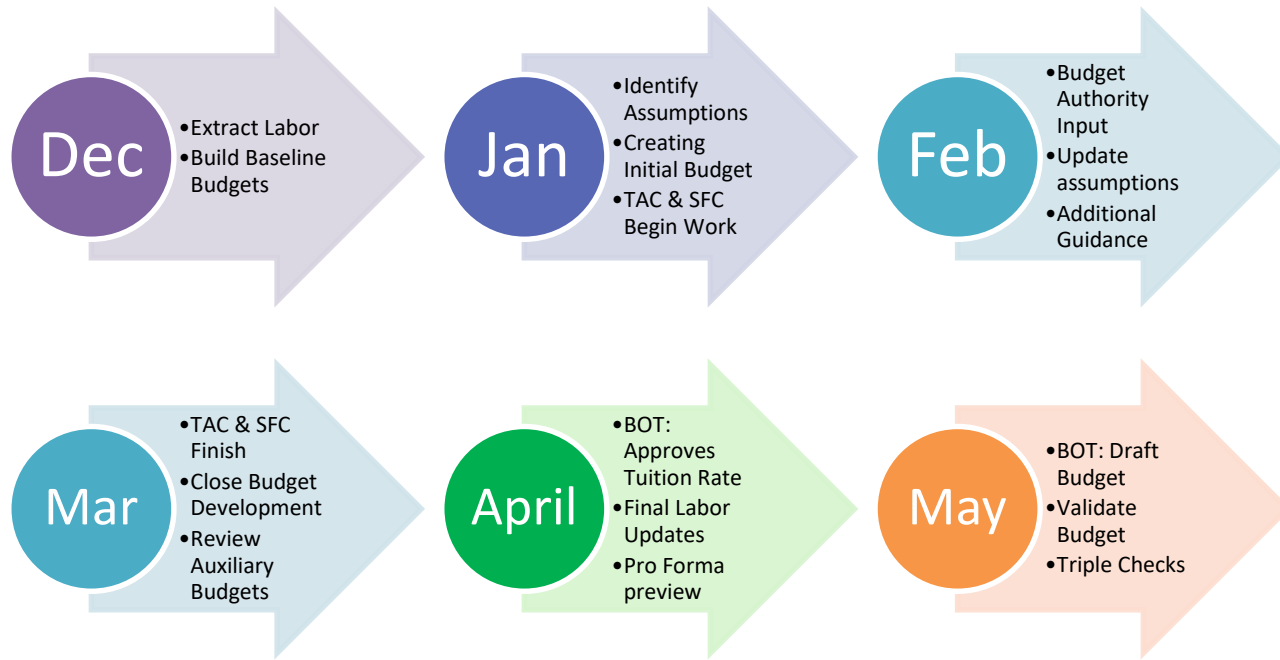 Dec
•Extract Labor
•Build Baseline
Budgets
Jan
•Identify
Assumptions
•Creating
Initial Budget
•TAC & SFC
Begin Work
Feb
•Budget
Authority
Input
•Update
assumptions
•Additional
Guidance
Mar
•TAC & SFC
Finish
•Close Budget
Development
•Review
Auxiliary
Budgets
April
•BOT:
Approves
Tuition Rate
•Final Labor
Updates
•Pro Forma
preview
May
•BOT: Draft
Budget
•Validate
Budget
•Triple Checks